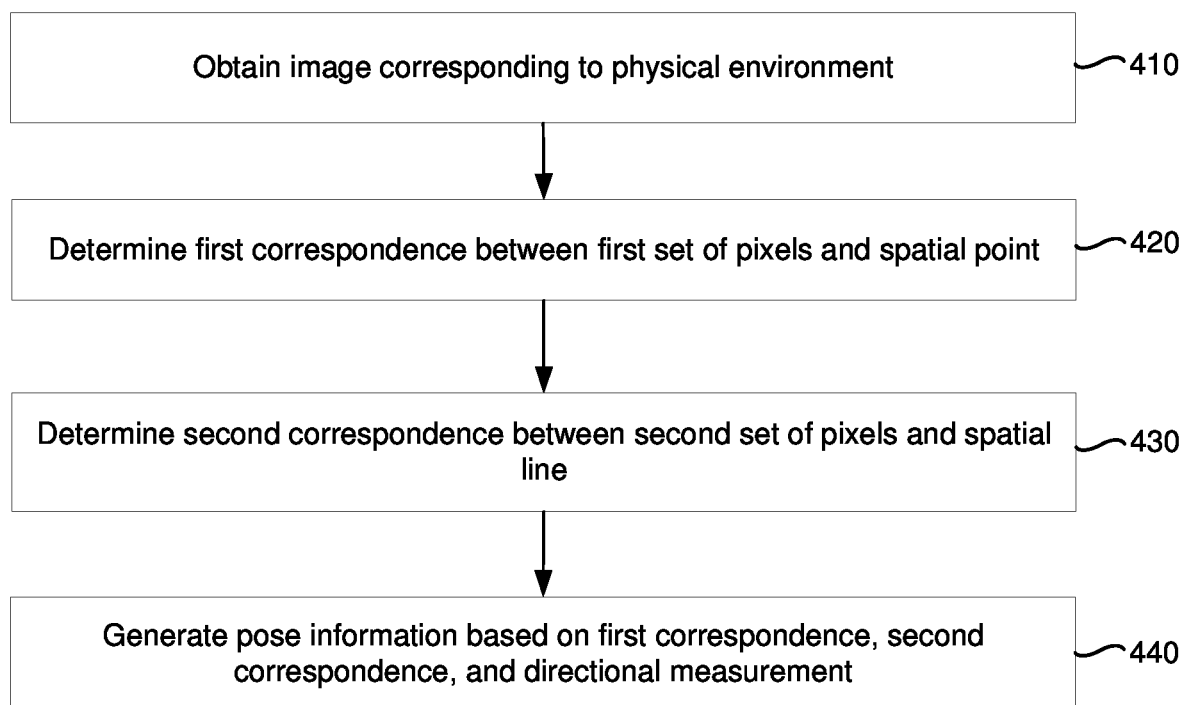 Obtain image corresponding to physical environment
410
Determine first correspondence between first set of pixels and spatial point
420
Determine second correspondence between second set of pixels and spatial
line
430
Generate pose information based on first correspondence, second
correspondence, and directional measurement
440